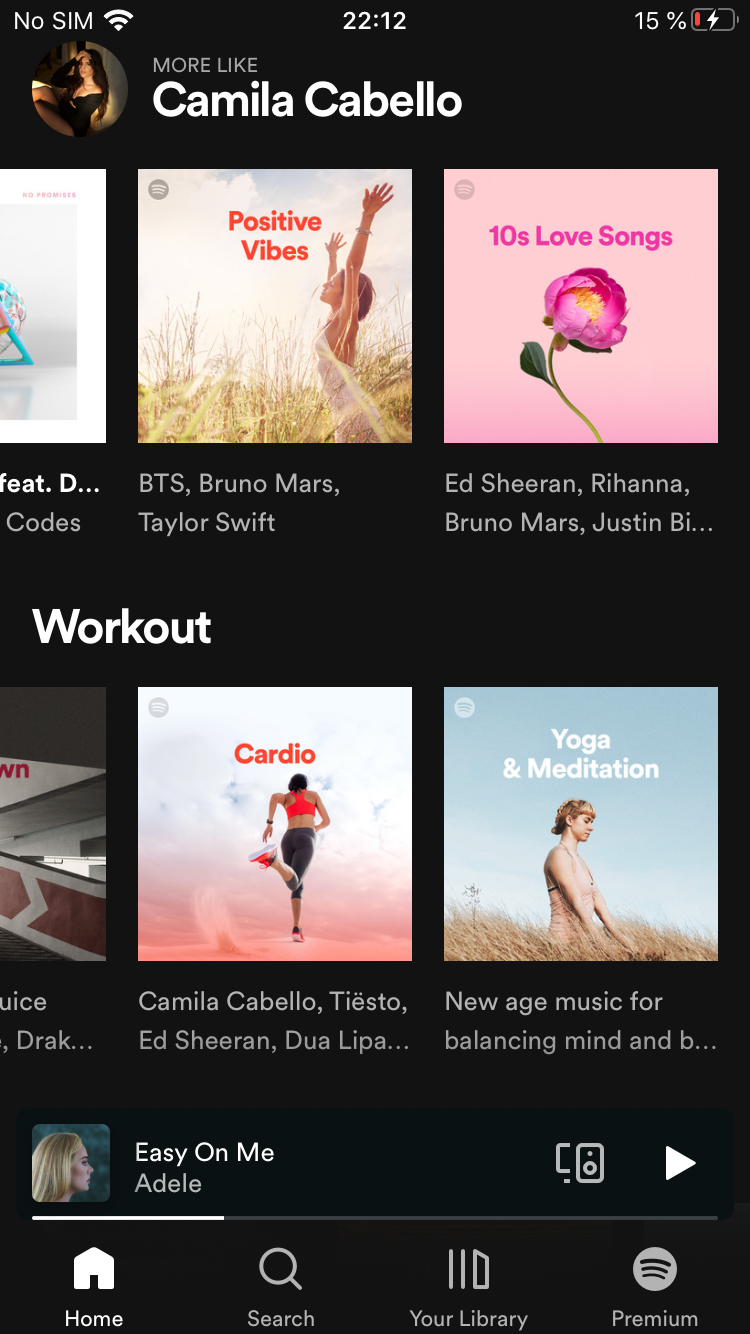 No SIM 22:12 15 %
MORE LIKE
Camila Cabello
NO PROMISES
Positive
Vibes
10s Love Songs
feat. D...
Codes
BTS, Bruno Mars,
Taylor Swift
Ed Sheeran, Rihanna,
Bruno Mars, Justin Bi...
Workout
wn
Cardio
Yoga
& Meditation
uice
, Drak...
Camila Cabello, Tiësto,
Ed Sheeran, Dua Lipa...
New age music for
balancing mind and b...
Easy On Me
Adele
Home
Search
Your Library
Premium